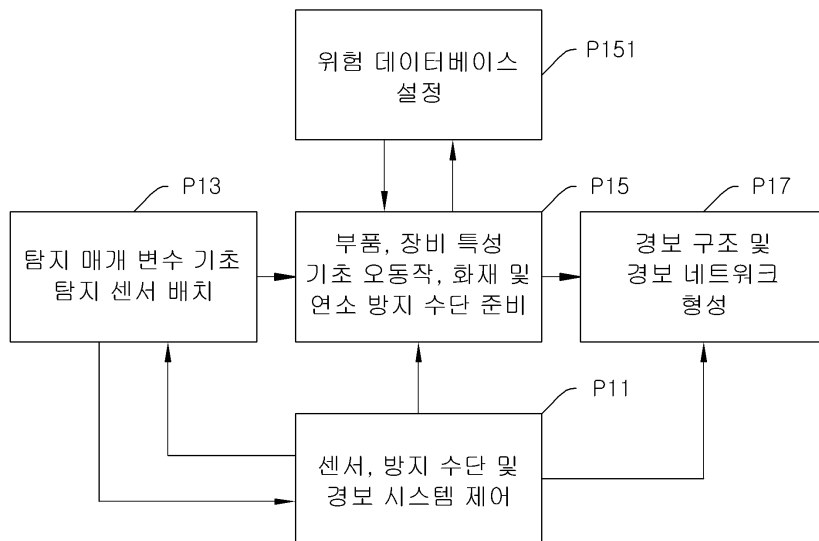 위험 데이터베이스
설정
P151
P13
탐지 매개 변수 기초
탐지 센서 배치
P15
부품, 장비 특성
기초 오동작, 화재 및
연소 방지 수단 준비
P17
경보 구조 및
경보 네트워크
형성
P11
센서, 방지 수단 및
경보 시스템 제어